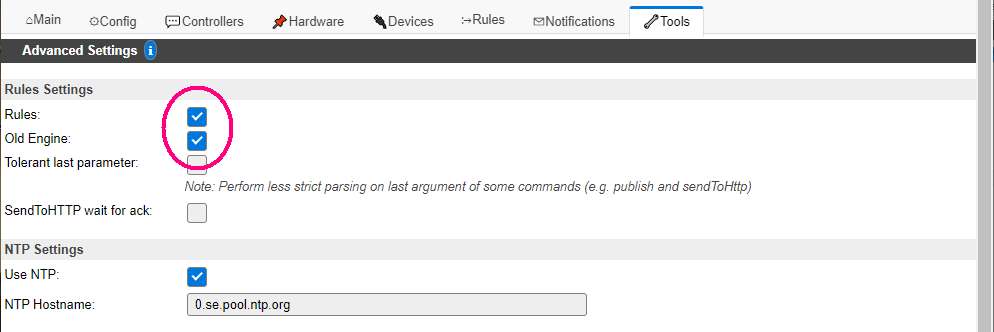 Main Config Controllers Hardware Devices Rules Notifications Tools
Advanced Settings i
Rules Settings
Rules:
Old Engine:
Tolerant last parameter:
Note: Perform less strict parsing on last argument of some commands (e.g. publish and sendToHttp)
SendToHTTP wait for ack:
NTP Settings
Use NTP:
NTP Hostname: 0.se.pool.ntp.org